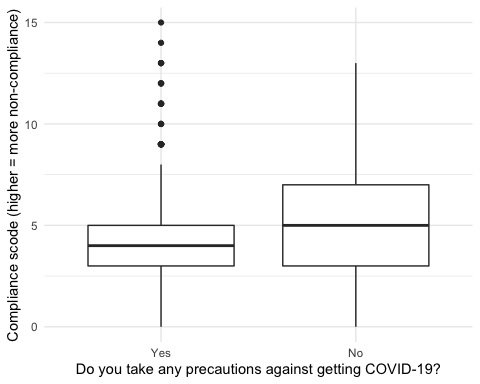 Compliance scode (higher = more non-compliance)
15
10
5
0
Yes
No
Do you take any precautions against getting COVID-19?